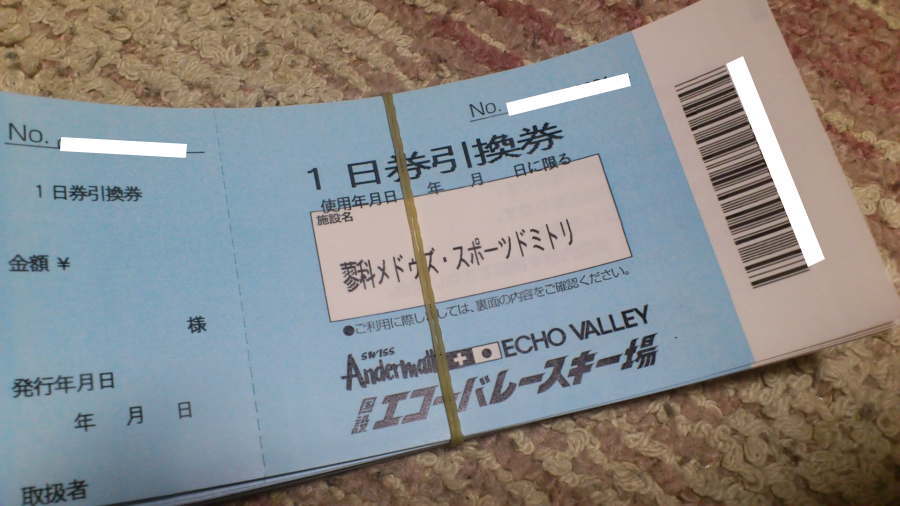 No.
1日券引換券
金額 ¥
様
発行年月日
年 月 日
取扱者
No.
1日券引換券
使用年月日 年 月 日に限る
施設名
蓼科メドウズ・スポーツドミトリ
●ご利用に際しましては、裏面の内容をご確認ください。
SWISS
Andermatt ECHO VALLEY
国設エコーバレースキー場